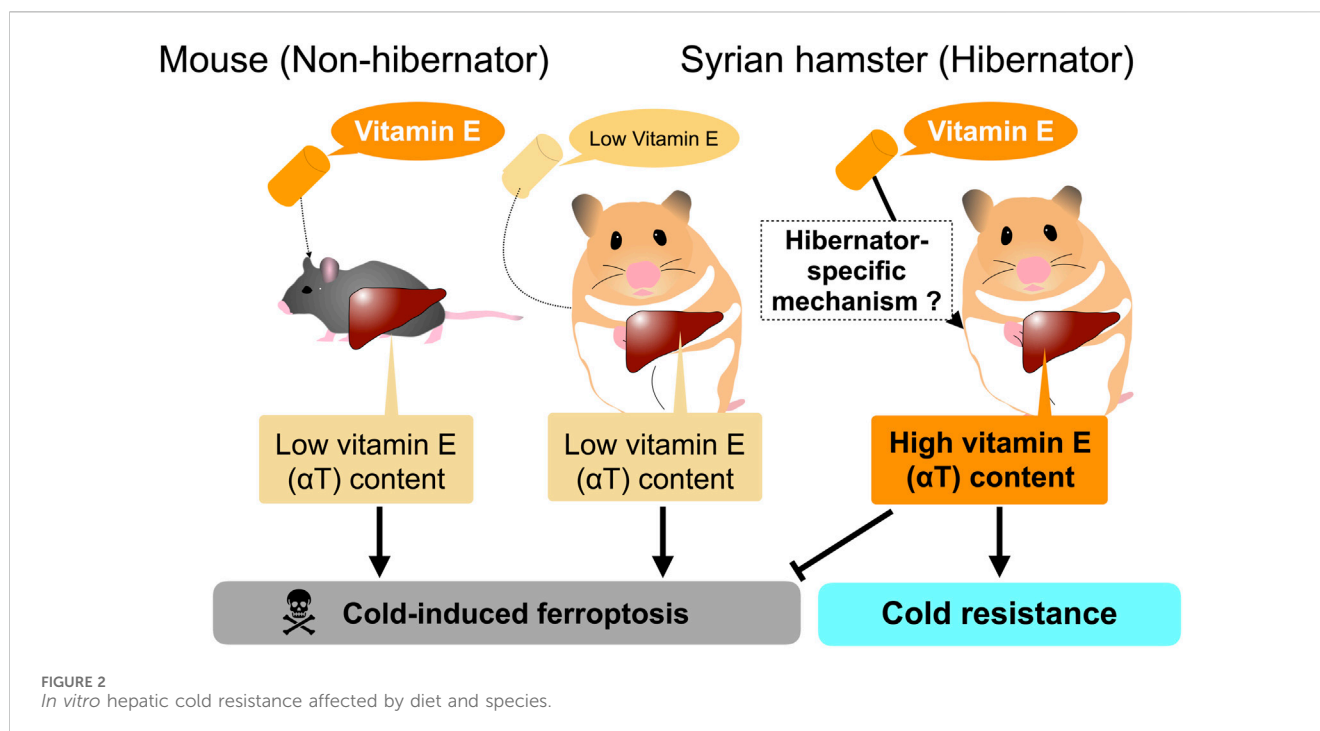 Mouse (Non-hibernator)
Syrian hamster (Hibernator)
Vitamin E
Low Vitamin E
Vitamin E
Hibernator-
specific
mechanism ?
Low vitamin E
(αT) content
Low vitamin E
(αT) content
High vitamin E
(αT) content
Cold-induced ferroptosis
Cold resistance
FIGURE 2
In vitro hepatic cold resistance affected by diet and species.